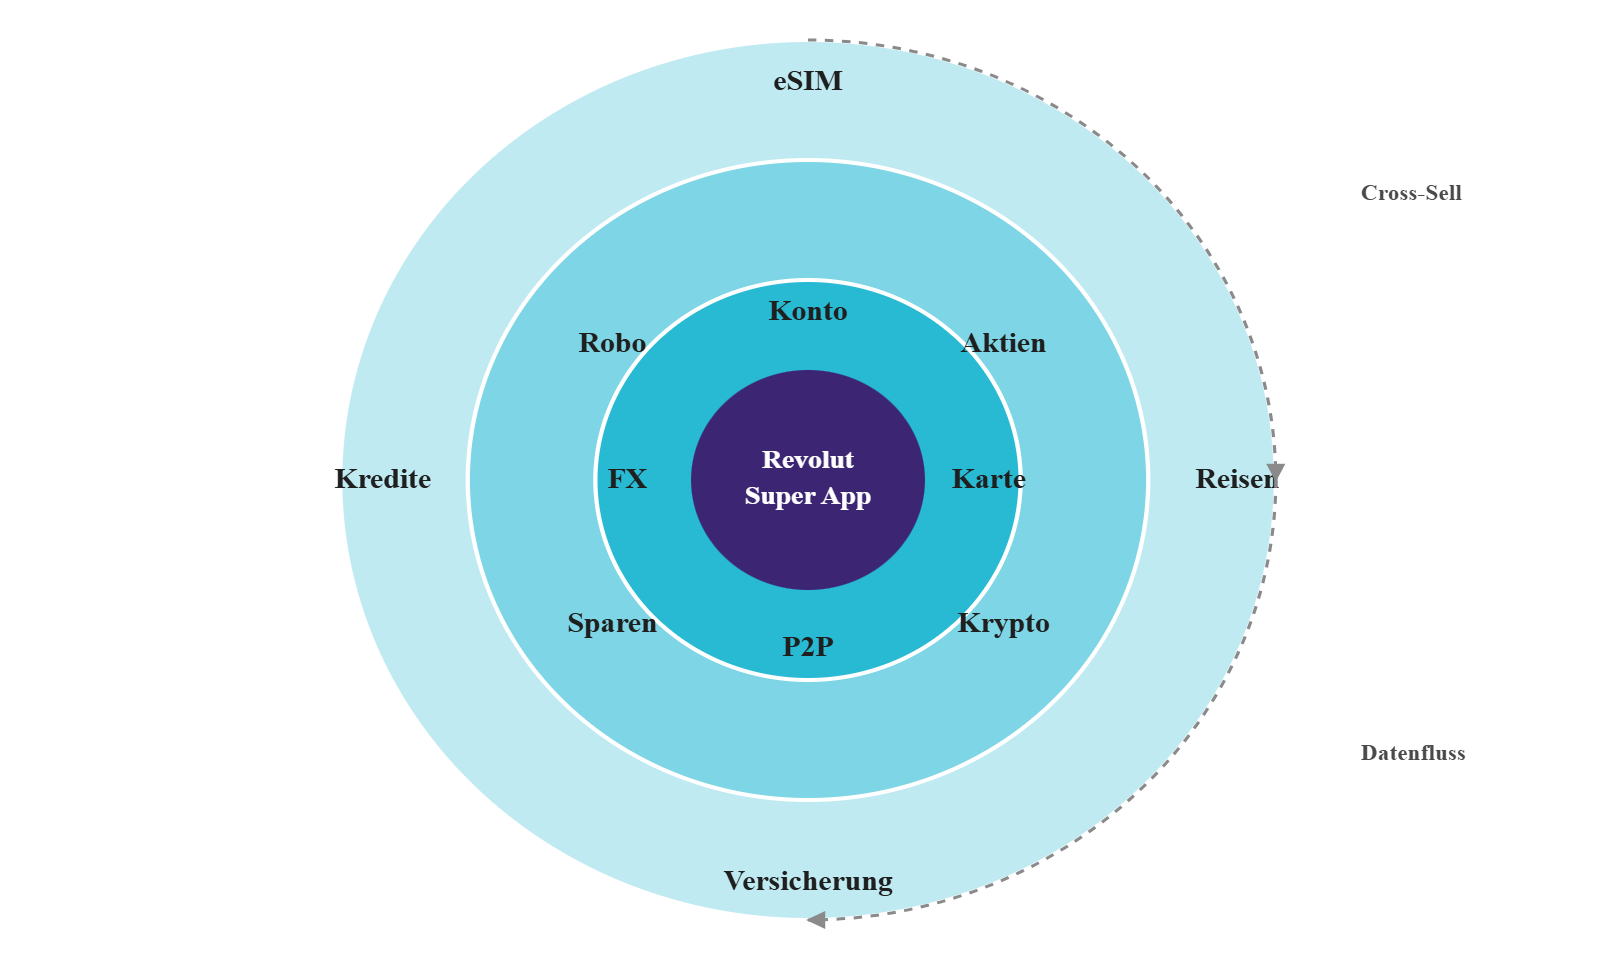 eSIM
Cross-Sell
Konto
Robo
Aktien
Revolut
Super App
Kredite
FX
Karte
Reisen
Sparen
Krypto
P2P
Datenfluss
Versicherung